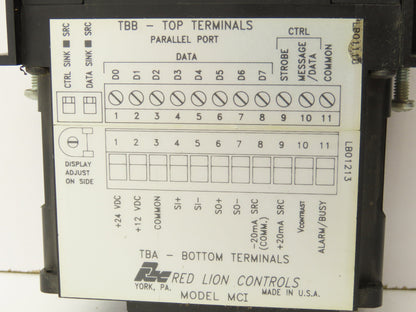 TBB - TOP TERMINALS
PARALLEL PORT
CTRL
DATA
CTRL SINK SRC
DATA SINK SRC
D0
D1
D2
D3
D4
D5
D6
D7
STROBE
MESSAGE/DATA
COMMON
1 2 3 4 5 6 7 8 9 10 11
1 2 3 4 5 6 7 8 9 10 11
DISPLAY
ADJUST
ON SIDE
LB01213
+24 VDC
+12 VDC
COMMON
SI+
SI-
SO+
SO-
-20mA SRC
(COMM.)
+20mA SRC
VCONTRAST
ALARM/BUSY
TBA - BOTTOM TERMINALS
RED LION CONTROLS
YORK, PA.
MADE IN U.S.A.
MODEL MCI